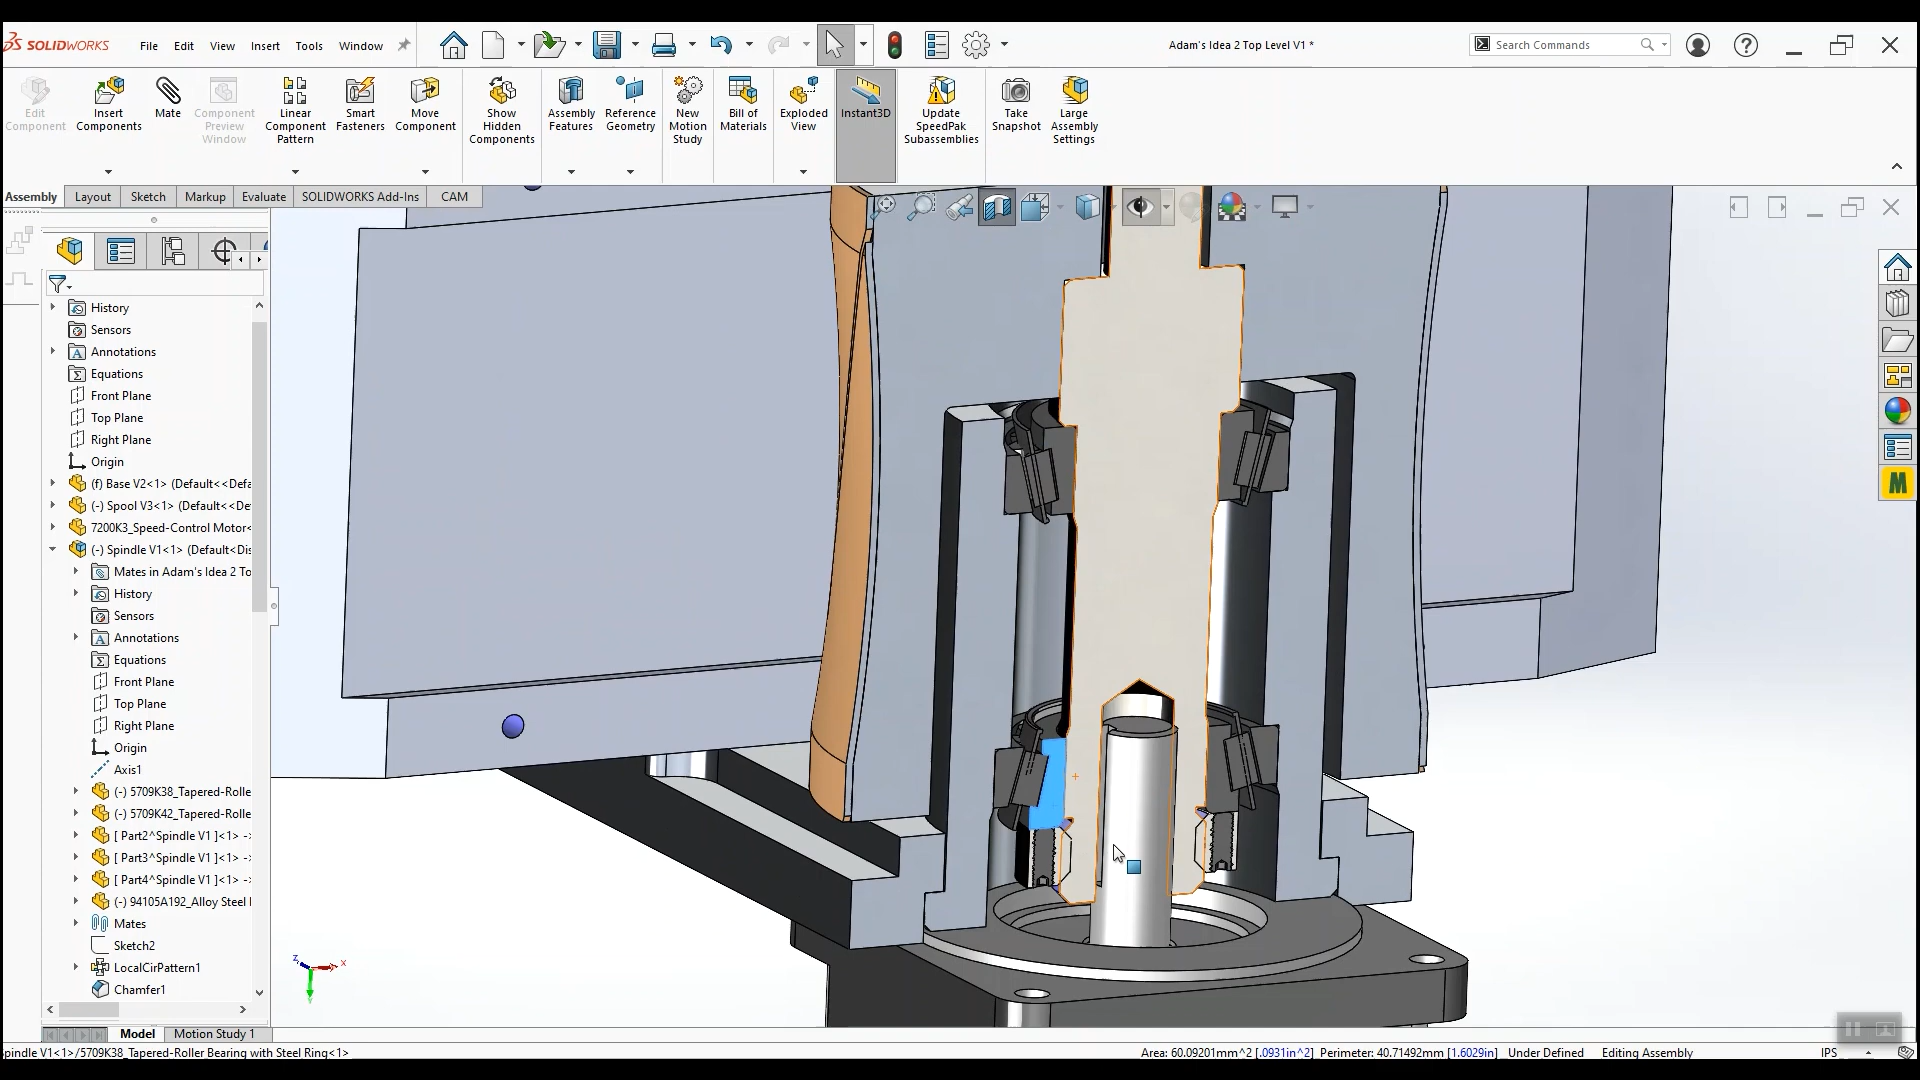 SOLIDWORKS
File Edit View Insert Tools Window
Adam's Idea 2 Top Level V1 *
Search Commands
Edit Component
Insert Components
Mate
Component Preview Window
Linear Component Pattern
Smart Fasteners
Move Component
Show Hidden Components
Assembly Features
Reference Geometry
New Motion Study
Bill of Materials
Exploded View
Instant3D
Update SpeedPak Subassemblies
Take Snapshot
Large Assembly Settings
Assembly Layout Sketch Markup Evaluate SOLIDWORKS Add-Ins CAM
History
Sensors
Annotations
Equations
Front Plane
Top Plane
Right Plane
Origin
(f) Base V2<1> (Default<<Defa
(-) Spool V3<1> (Default<<De
7200K3_Speed-Control Motor<
(-) Spindle V1<1> (Default<Dis
Mates in Adam's Idea 2 To
History
Sensors
Annotations
Equations
Front Plane
Top Plane
Right Plane
Origin
Axis1
(-) 5709K38_Tapered-Rolle
(-) 5709K42_Tapered-Rolle
[ Part2^Spindle V1 ]<1> ->
[ Part3^Spindle V1 ]<1> ->
[ Part4^Spindle V1 ]<1> ->
(-) 94105A192_Alloy Steel
Mates
Sketch2
LocalCirPattern1
Chamfer1
z x Y
M
Model Motion Study 1
pindle V1<1>/5709K38_Tapered-Roller Bearing with Steel Ring<1>
Area: 60.09201mm^2 [.0931in^2] Perimeter: 40.71492mm [1.6029in] Under Defined Editing Assembly IPS